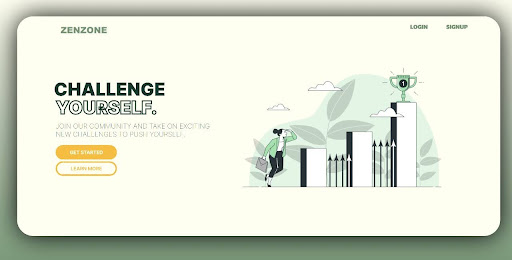 ZENZONE
LOGIN SIGNUP
CHALLENGE
YOURSELF.
JOIN OUR COMMUNITY AND TAKE ON EXCITING
NEW CHALLENGES TO PUSH YOURSELF.
GET STARTED
LEARN MORE
1